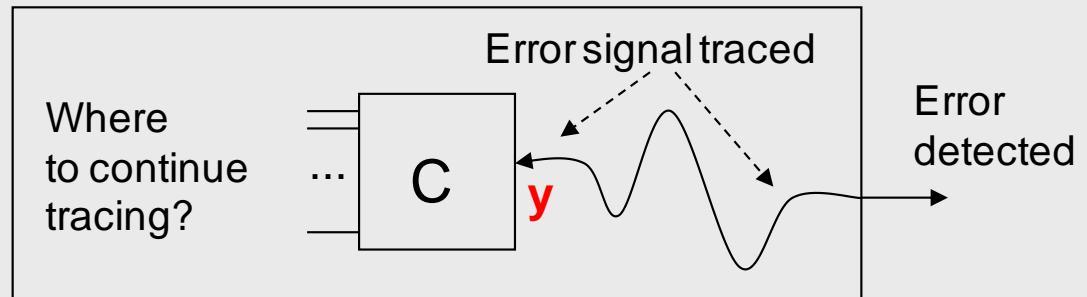 Error signal traced
Where
to continue
tracing?
...
C
y
Error
detected